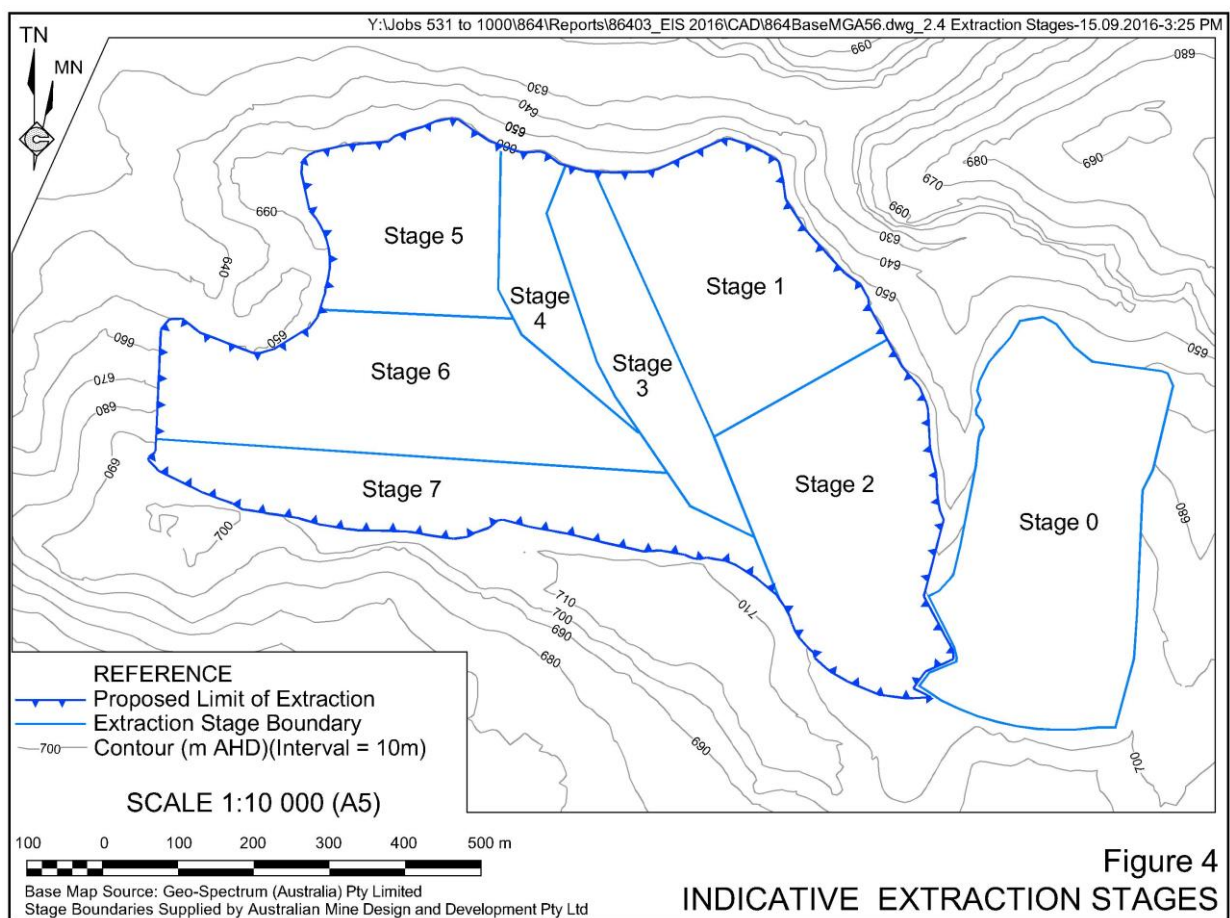 Y:\Jobs 531 to 1000\864\Reports\86403_EIS 2016\CAD\864BaseMGA56.dwg_2.4 Extraction Stages-15.09.2016-3:25 PM
TN
MN
690
680
630
640
650
660
680
690
670
660
630
640
650
660
640
650
650
Stage 5
Stage 1
Stage
4
Stage
3
Stage 6
660
670
680
690
Stage 7
Stage 2
Stage 0
680
700
710
700
690
680
710
690
700
REFERENCE
Proposed Limit of Extraction
Extraction Stage Boundary
700
Contour (m AHD)(Interval = 10m)
SCALE 1:10 000 (A5)
100 0 100 200 300 400 500 m
Base Map Source: Geo-Spectrum (Australia) Pty Limited
Stage Boundaries Supplied by Australian Mine Design and Development Pty Ltd
Figure 4
INDICATIVE EXTRACTION STAGES